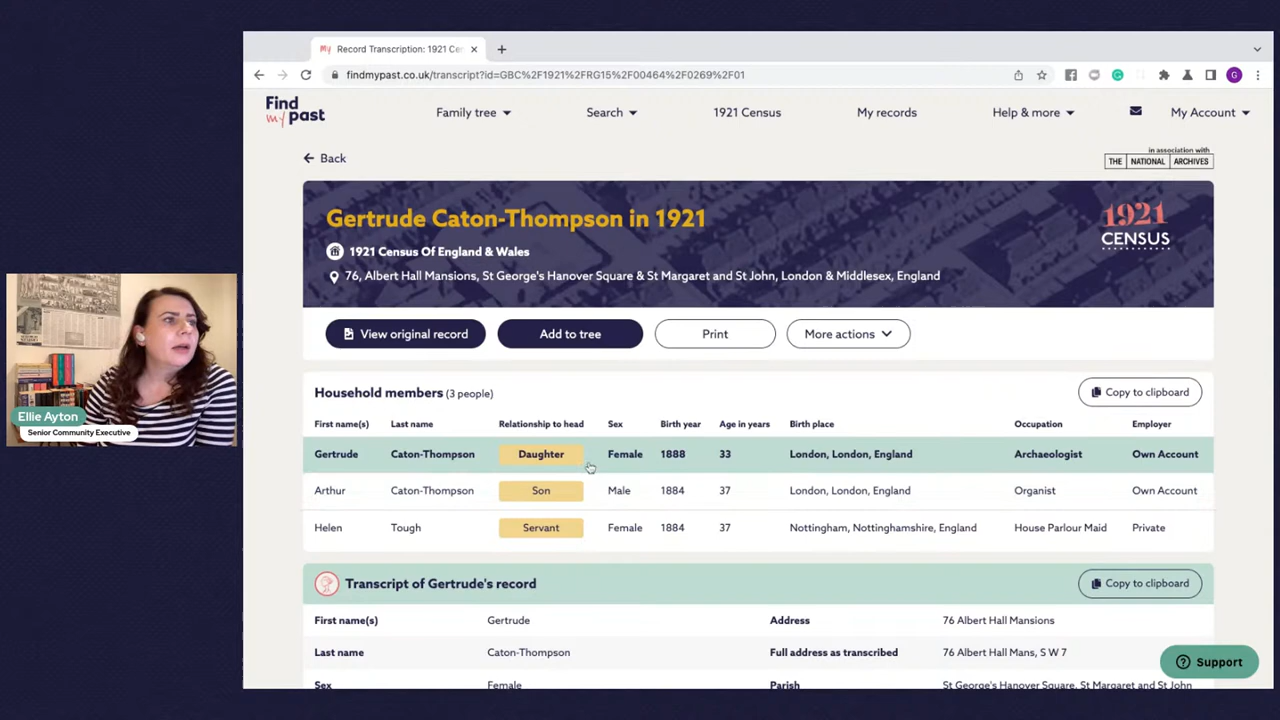 Record Transcription: 1921 Ce
findmypast.co.uk/transcript?id=GBC%2F1921%2FRG15%2F00464%2F0269%2F01
G
Find my past
Family tree
Search
1921 Census
My records
Help & more
My Account
Back
in association with
THE NATIONAL ARCHIVES
Gertrude Caton-Thompson in 1921
1921 CENSUS
1921 Census Of England & Wales
76, Albert Hall Mansions, St George's Hanover Square & St Margaret and St John, London & Middlesex, England
View original record
Add to tree
Print
More actions
Household members (3 people)
Copy to clipboard
First name(s) Last name Relationship to head Sex Birth year Age in years Birth place Occupation Employer
Gertrude Caton-Thompson Daughter Female 1888 33 London, London, England Archaeologist Own Account
Arthur Caton-Thompson Son Male 1884 37 London, London, England Organist Own Account
Helen Tough Servant Female 1884 37 Nottingham, Nottinghamshire, England House Parlour Maid Private
Transcript of Gertrude's record
Copy to clipboard
First name(s) Gertrude Address 76 Albert Hall Mansions
Last name Caton-Thompson Full address as transcribed 76 Albert Hall Mans, S W 7
Sex Female Parish St George's Hanover Square, St Margaret and St John
Support
Ellie Ayton
Senior Community Executive